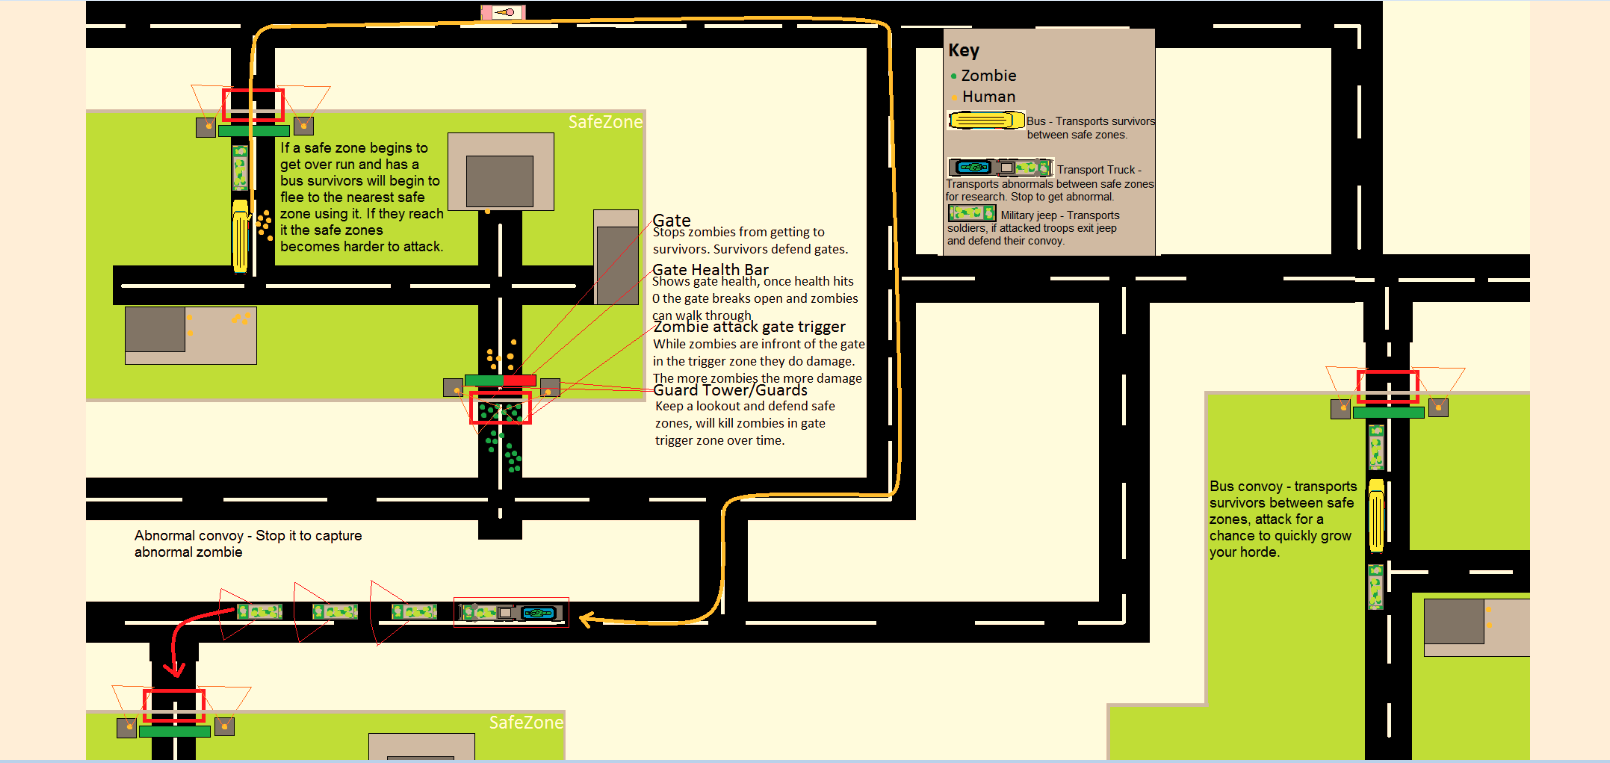 Key
Zombie
Human
Bus - Transports survivors
between safe zones.
Transport Truck -
Transports abnormals between safe zones
for research. Stop to get abnormal.
Military jeep - Transports
soldiers, if attacked troops exit jeep
and defend their convoy.
SafeZone
If a safe zone begins to
get over run and has a
bus survivors will begin to
flee to the nearest safe
zone using it. If they reach
it the safe zones
becomes harder to attack.
Gate
Stops zombies from getting to
survivors. Survivors defend gates.
Gate Health Bar
Shows gate health, once health hits
0 the gate breaks open and zombies
can walk through
Zombie attack gate trigger
While zombies are infront of the gate
in the trigger zone they do damage.
The more zombies the more damage
Guard Tower/Guards
Keep a lookout and defend safe
zones, will kill zombies in gate
trigger zone over time.
Bus convoy - transports
survivors between safe
zones, attack for a
chance to quickly grow
your horde.
Abnormal convoy - Stop it to capture
abnormal zombie
SafeZone